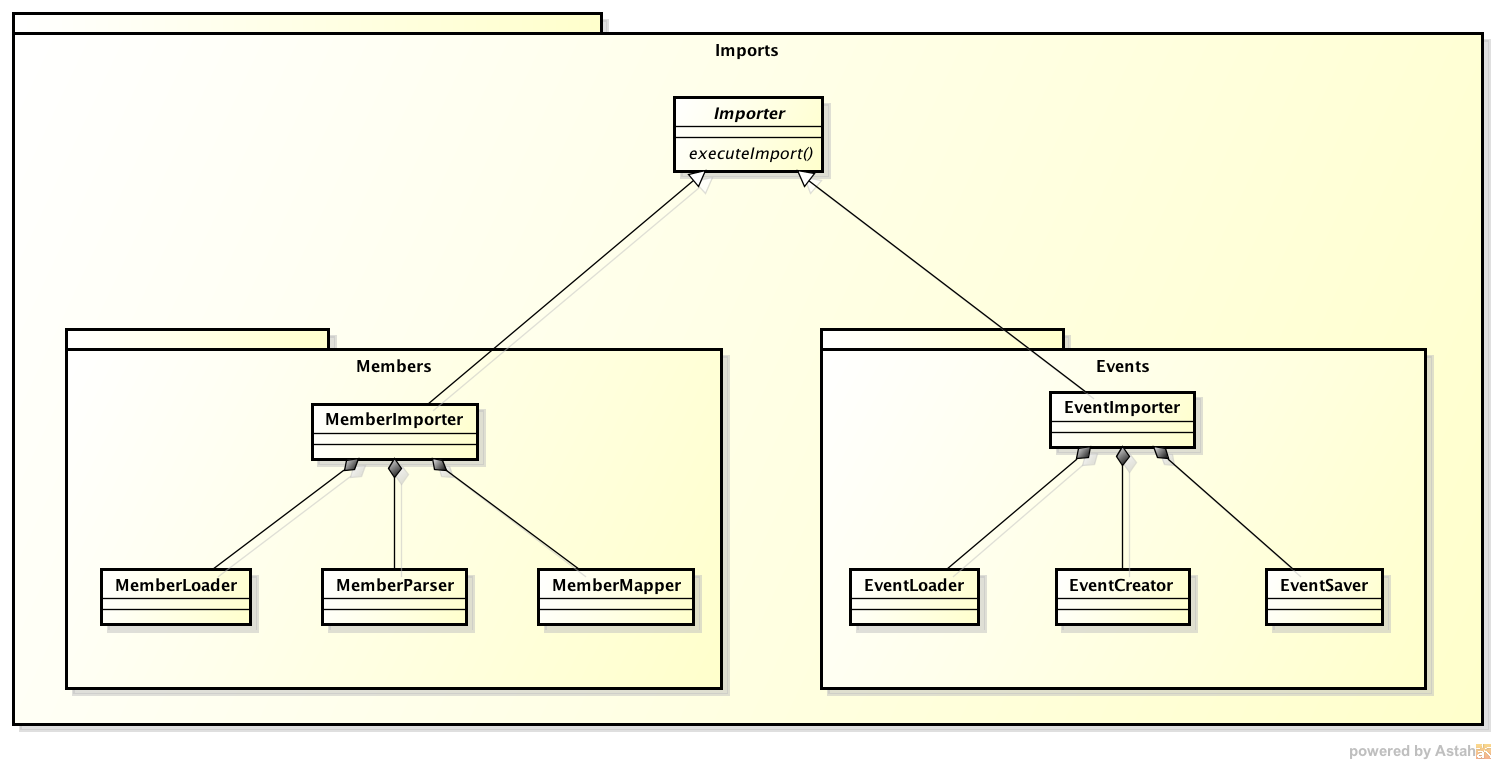 Imports
Importer
executeImport()
Members
Events
MemberImporter
EventImporter
MemberLoader
MemberParser
MemberMapper
EventLoader
EventCreator
EventSaver
powered by Astah